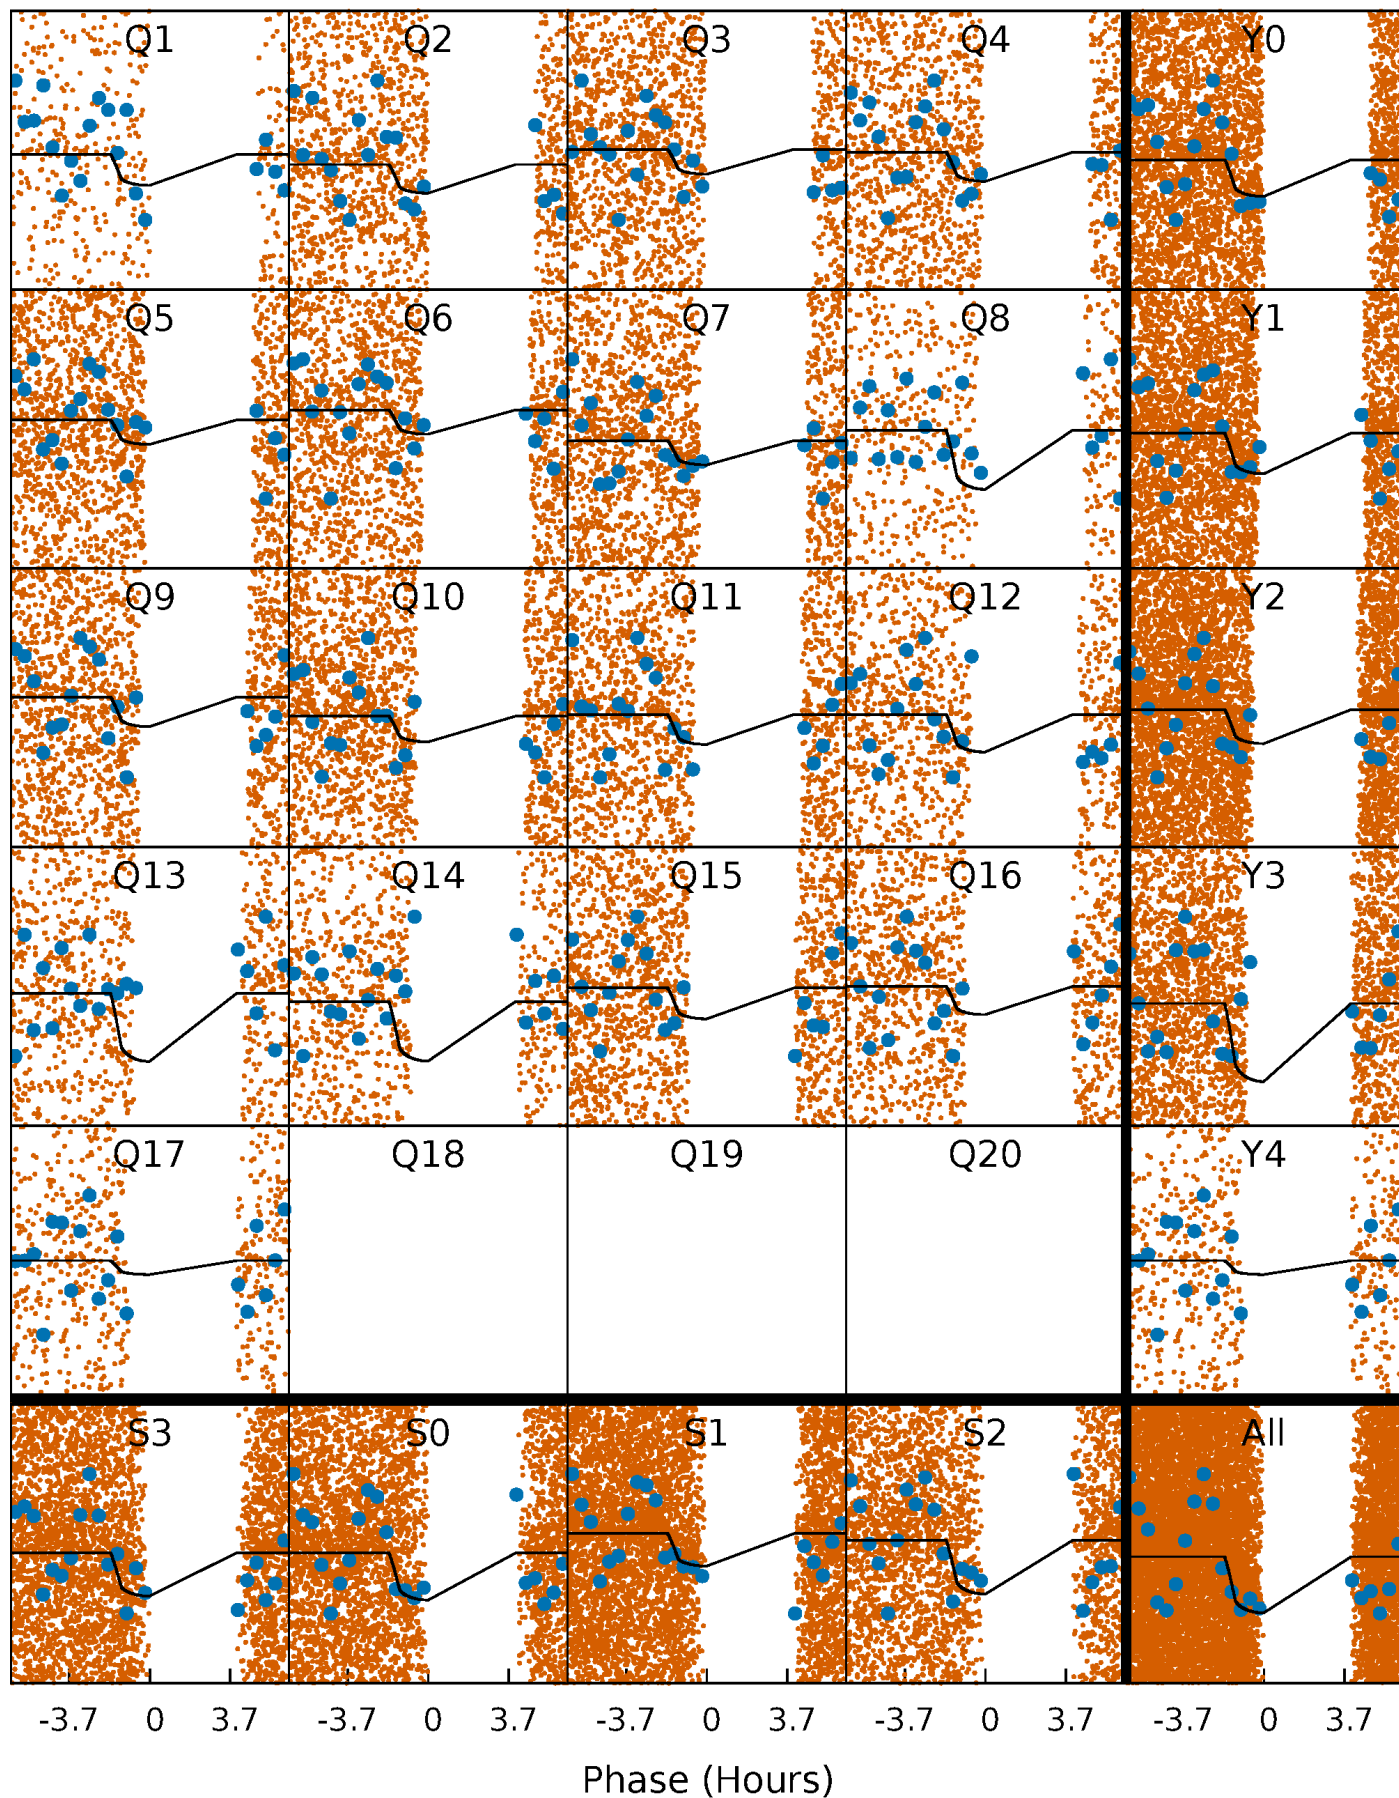 Q1 Q2 Q3 Q4 Y0
Q5 Q6 Q7 Q8 Y1
Q9 Q10 Q11 Q12 Y2
Q13 Q14 Q15 Q16 Y3
Q17 Q18 Q19 Q20 Y4
S3 S0 S1 S2 All
-3.7 0 3.7 -3.7 0 3.7 -3.7 0 3.7 -3.7 0 3.7 -3.7 0 3.7
Phase (Hours)